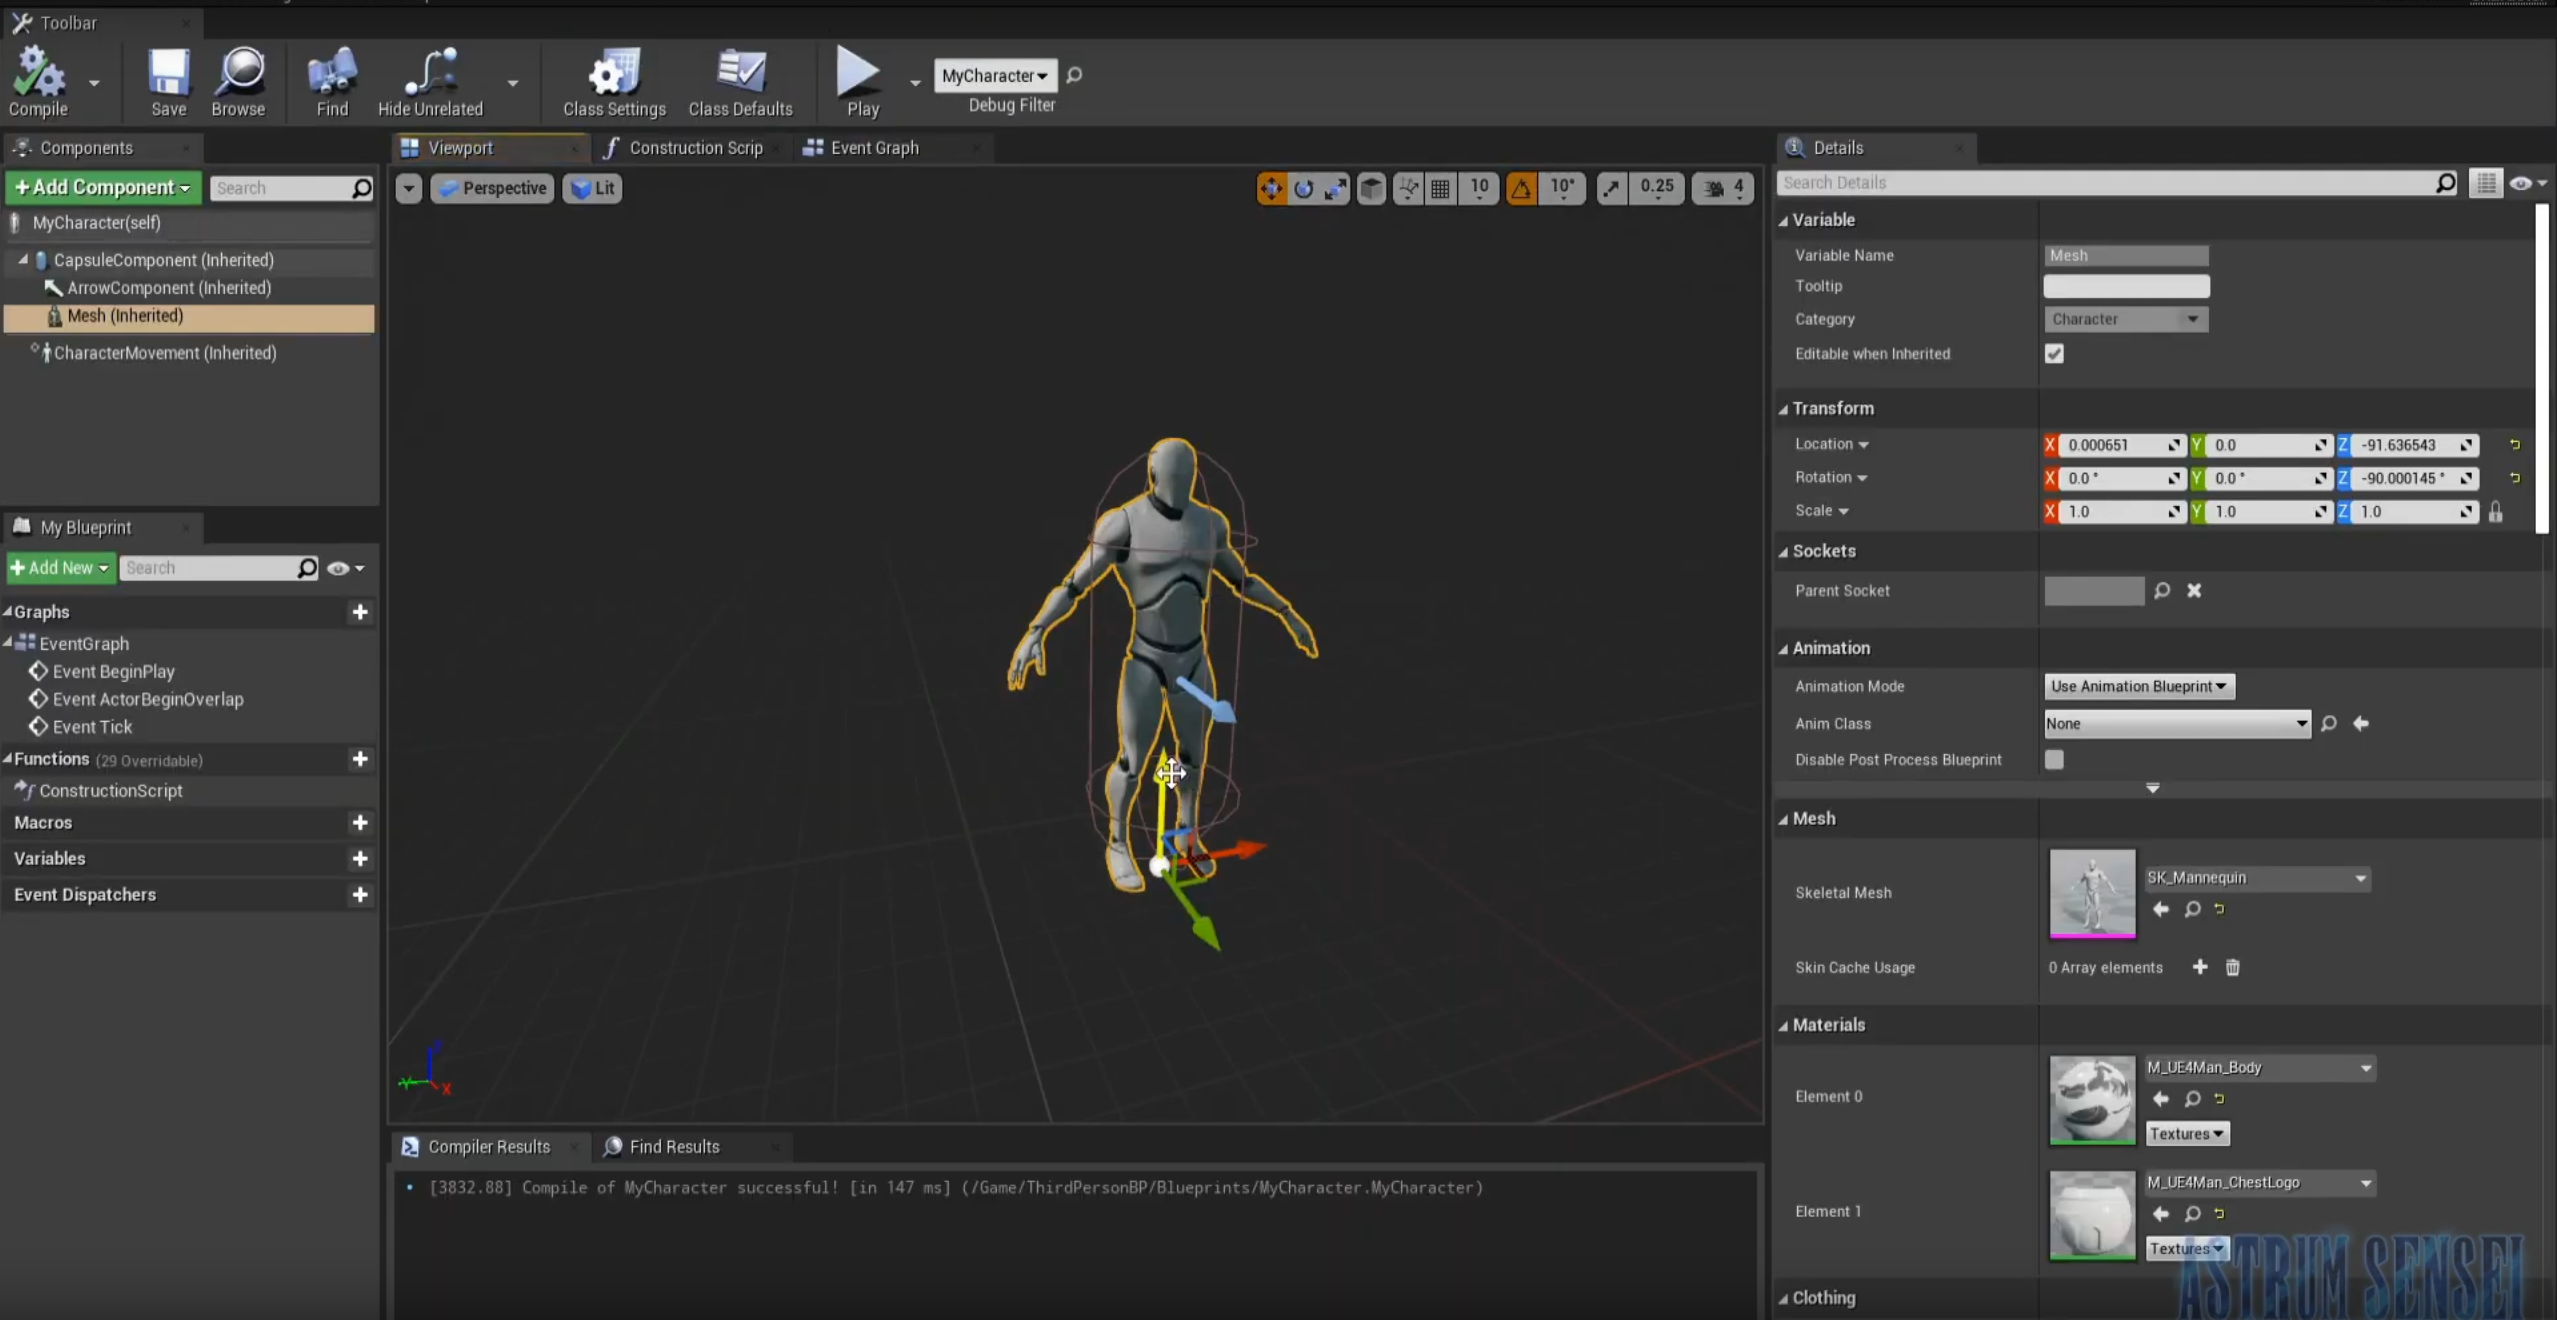 Toolbar
Compile
Save
Browse
Find
Hide Unrelated
Class Settings
Class Defaults
Play
MyCharacter
Debug Filter
Components
+Add Component
Search
MyCharacter(self)
CapsuleComponent (Inherited)
ArrowComponent (Inherited)
Mesh (Inherited)
CharacterMovement (Inherited)
My Blueprint
+Add New
Search
Graphs
EventGraph
Event BeginPlay
Event ActorBeginOverlap
Event Tick
Functions (29 Overridable)
ConstructionScript
Macros
Variables
Event Dispatchers
Viewport
Construction Scrip
Event Graph
Perspective
Lit
10
10°
0.25
4
Z
Y
X
Compiler Results
Find Results
[3832.88] Compile of MyCharacter successful! [in 147 ms] (/Game/ThirdPersonBP/Blueprints/MyCharacter.MyCharacter)
Details
Search Details
Variable
Variable Name Mesh
Tooltip
Category Character
Editable when Inherited
Transform
Location X 0.000651 Y 0.0 Z -91.636543
Rotation X 0.0° Y 0.0° Z -90.000145°
Scale X 1.0 Y 1.0 Z 1.0
Sockets
Parent Socket
Animation
Animation Mode Use Animation Blueprint
Anim Class None
Disable Post Process Blueprint
Mesh
Skeletal Mesh SK_Mannequin
Skin Cache Usage 0 Array elements
Materials
Element 0 M_UE4Man_Body
Textures
Element 1 M_UE4Man_ChestLogo
Textures
Clothing
ASTRUM SENSEI